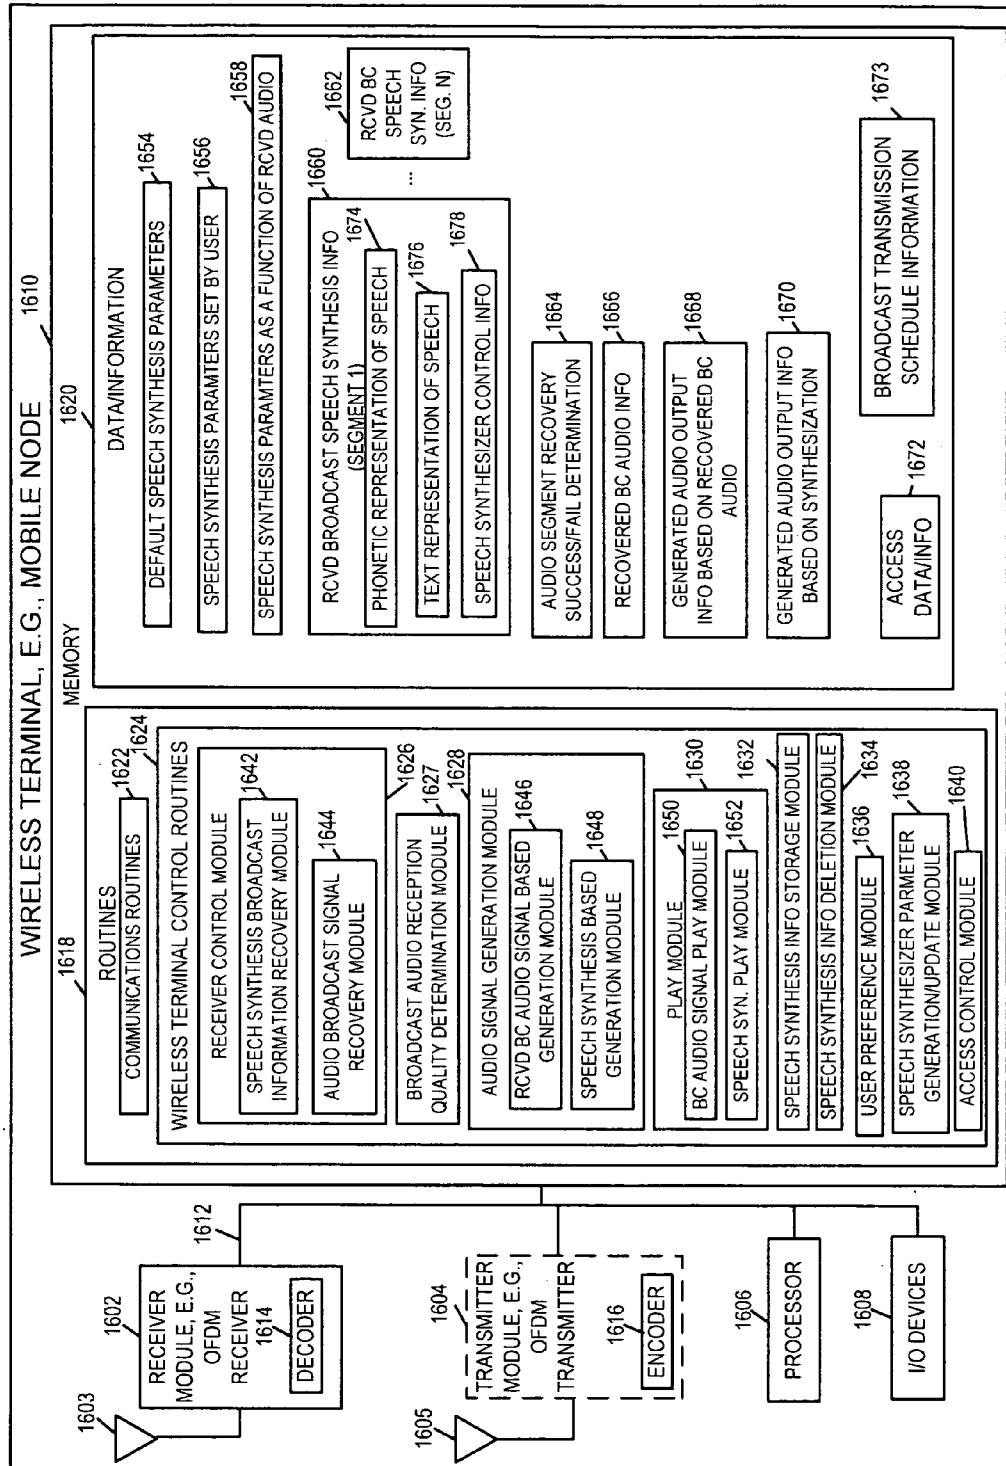 WIRELESS TERMINAL, E.G., MOBILE NODE
1610
1603
1602
RECEIVER
MODULE, E.G.,
OFDM
RECEIVER
1614
DECODER
1612
1605
1604
TRANSMITTER
MODULE, E.G.,
OFDM
TRANSMITTER
1616
ENCODER
1606
PROCESSOR
1608
I/O DEVICES
MEMORY
1618
ROUTINES
1622
COMMUNICATIONS ROUTINES
1624
WIRELESS TERMINAL CONTROL ROUTINES
RECEIVER CONTROL MODULE
1642
SPEECH SYNTHESIS BROADCAST
INFORMATION RECOVERY MODULE
1644
AUDIO BROADCAST SIGNAL
RECOVERY MODULE
1626
1627
BROADCAST AUDIO RECEPTION
QUALITY DETERMINATION MODULE
1628
AUDIO SIGNAL GENERATION MODULE
1646
RCVD BC AUDIO SIGNAL BASED
GENERATION MODULE
1648
SPEECH SYNTHESIS BASED
GENERATION MODULE
1630
PLAY MODULE
1650
BC AUDIO SIGNAL PLAY MODULE
1652
SPEECH SYN. PLAY MODULE
1632
SPEECH SYNTHESIS INFO STORAGE MODULE
1634
SPEECH SYNTHESIS INFO DELETION MODULE
1636
USER PREFERENCE MODULE
1638
SPEECH SYNTHESIZER PARMETER
GENERATION/UPDATE MODULE
1640
ACCESS CONTROL MODULE
1620
DATA/INFORMATION
1654
DEFAULT SPEECH SYNTHESIS PARAMETERS
1656
SPEECH SYNTHESIS PARAMTERS SET BY USER
1658
SPEECH SYNTHESIS PARAMTERS AS A FUNCTION OF RCVD AUDIO
1660
RCVD BROADCAST SPEECH SYNTHESIS INFO
(SEGMENT 1)
1674
PHONETIC REPRESENTATION OF SPEECH
1676
TEXT REPRESENTATION OF SPEECH
1678
SPEECH SYNTHESIZER CONTROL INFO
...
1662
RCVD BC
SPEECH
SYN. INFO
(SEG. N)
1664
AUDIO SEGMENT RECOVERY
SUCCESS/FAIL DETERMINATION
1666
RECOVERED BC AUDIO INFO
1668
GENERATED AUDIO OUTPUT
INFO BASED ON RECOVERED BC
AUDIO
1670
GENERATED AUDIO OUTPUT INFO
BASED ON SYNTHESIZATION
1672
ACCESS
DATA/INFO
1673
BROADCAST TRANSMISSION
SCHEDULE INFORMATION